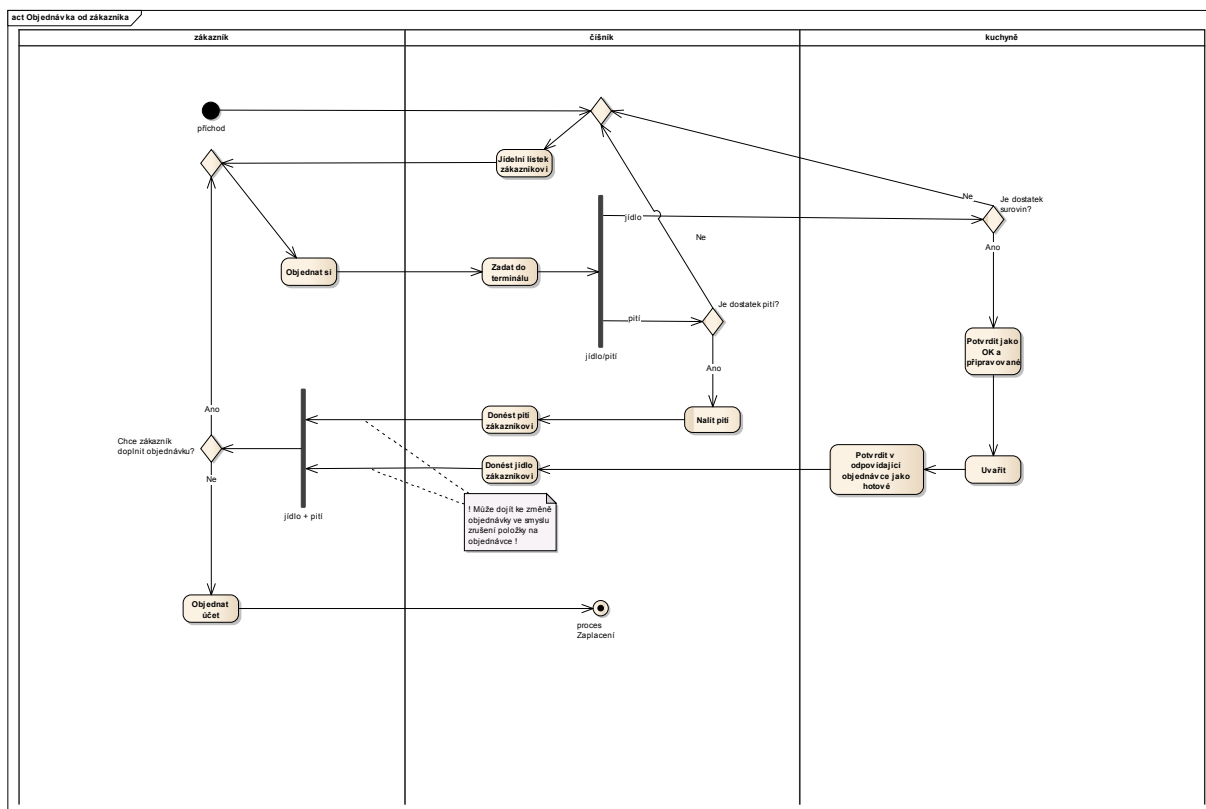 act Objednávka od zákazníka
zákazník
číšník
kuchyně
příchod
Jídelní lístek
zákazníkovi
Ne
Je dostatek
surovin?
jídlo
Ne
Ano
Objednat si
Zadat do
terminálu
Je dostatek pití?
pití
Potvrdit jako
OK a
připravované
jídlo/pití
Ano
Ano
Donést pití
zákazníkovi
Nalít pití
Chce zákazník
doplnit objednávku?
Ne
Donést jídlo
zákazníkovi
Potvrdit v
odpovídající
objednávce jako
hotové
Uvařit
jídlo + pití
! Může dojít ke změně
objednávky ve smyslu
zrušení položky na
objednávce !
Objednat
účet
proces
Zaplacení